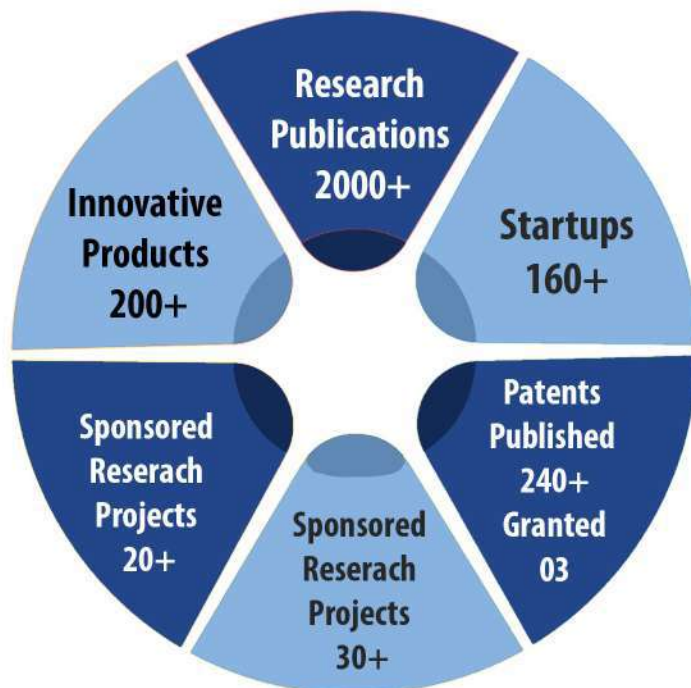 Research
Publications
2000+
Startups
160+
Patents
Published
240+
Granted
03
Sponsored
Reserach
Projects
30+
Sponsored
Reserach
Projects
20+
Innovative
Products
200+